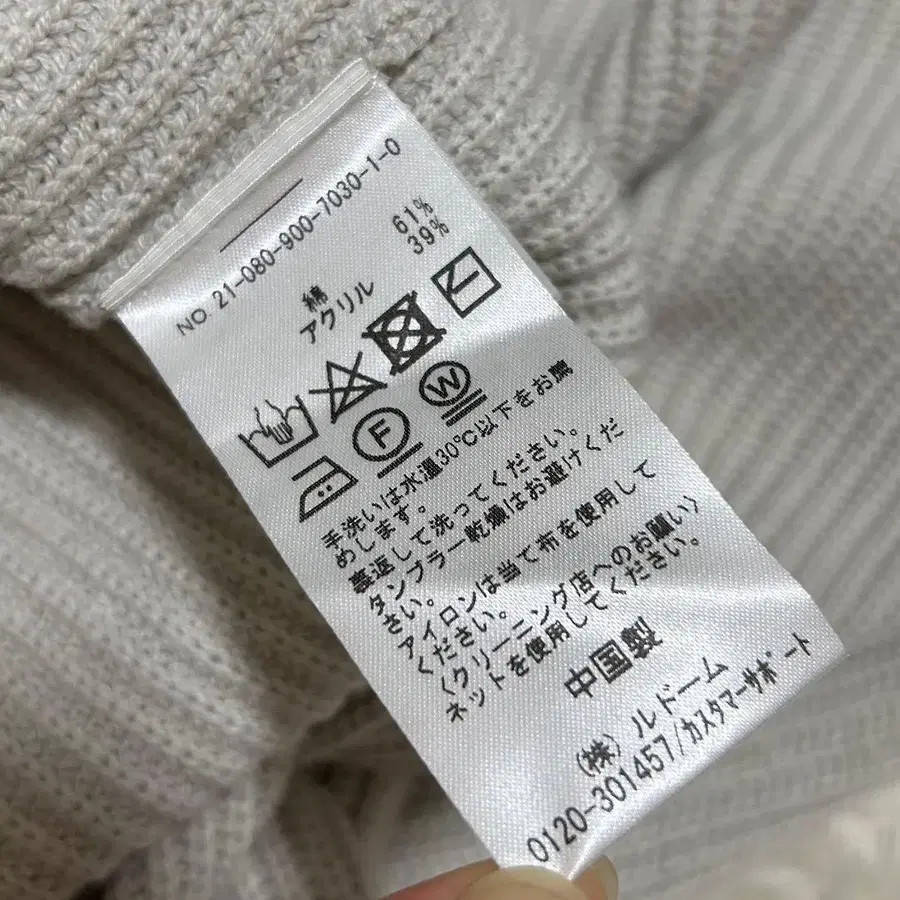 NO. 21-080-900-7030-1-0
綿 61%
アクリル 39%
F W
手洗いは水温30℃以下をお薦
めします。
裏返して洗ってください。
タンブラー乾燥はお避けくだ
さい。
アイロンは当て布を使用して
ください。
〈クリーニング店へのお願い〉
ネットを使用してください。
中国製
(株) ルドーム
0120-301457/カスタマーサポート